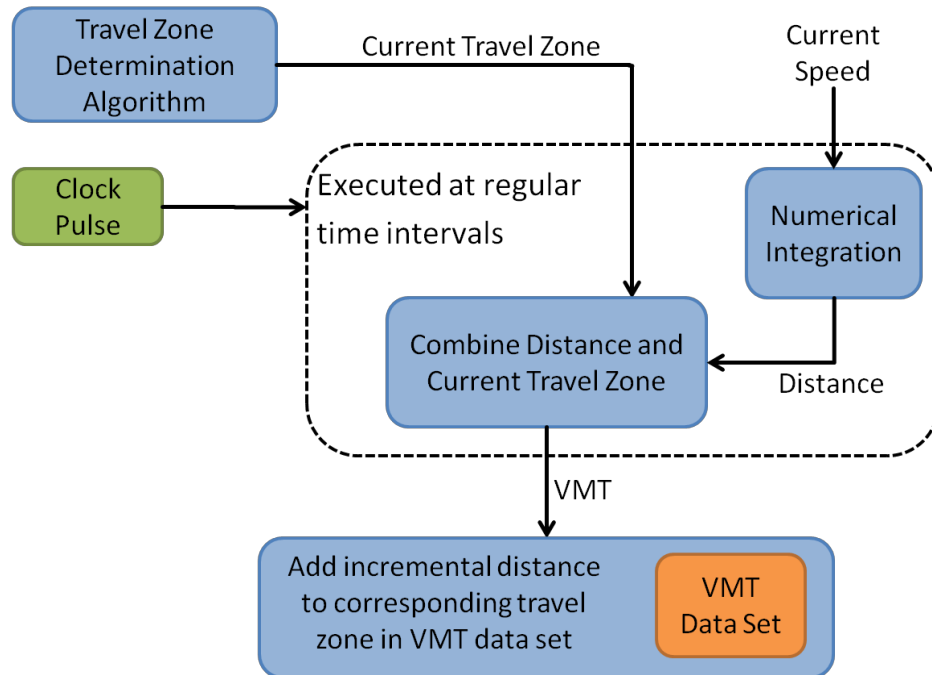 Travel Zone
Determination
Algorithm
Current Travel Zone
Current
Speed
Clock
Pulse
Executed at regular
time intervals
Numerical
Integration
Combine Distance and
Current Travel Zone
Distance
VMT
Add incremental distance
to corresponding travel
zone in VMT data set
VMT
Data Set